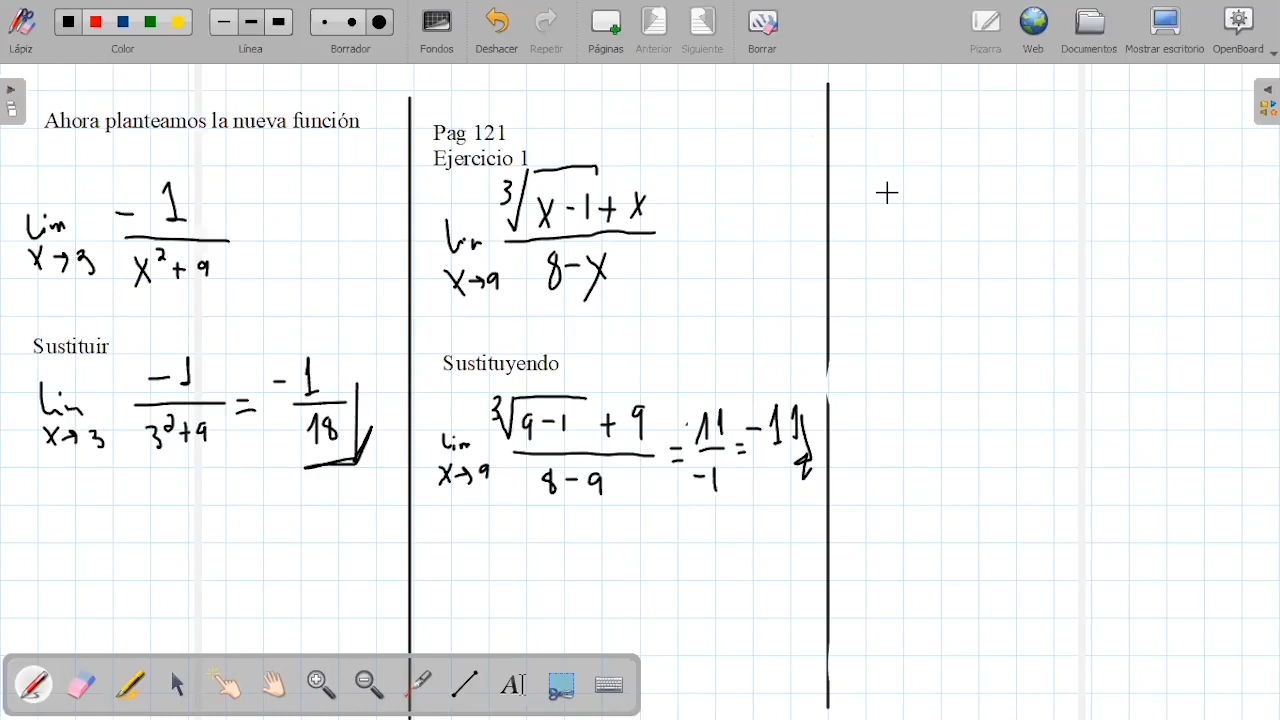 Lápiz
Color
Línea
Borrador
Fondos
Deshacer
Repetir
Páginas
Anterior
Siguiente
Borrar
Pizarra
Web
Documentos
Mostrar escritorio
OpenBoard
Ahora planteamos la nueva función
lim x→3 -1/(x²+9)
Sustituir
lim x→3 -1/(3²+9) = -1/18
Pag 121
Ejercicio 1
lim x→9 (∛(x-1) + x)/(8-x)
Sustituyendo
lim x→9 (∛(9-1) + 9)/(8-9) = 11/-1 = -11